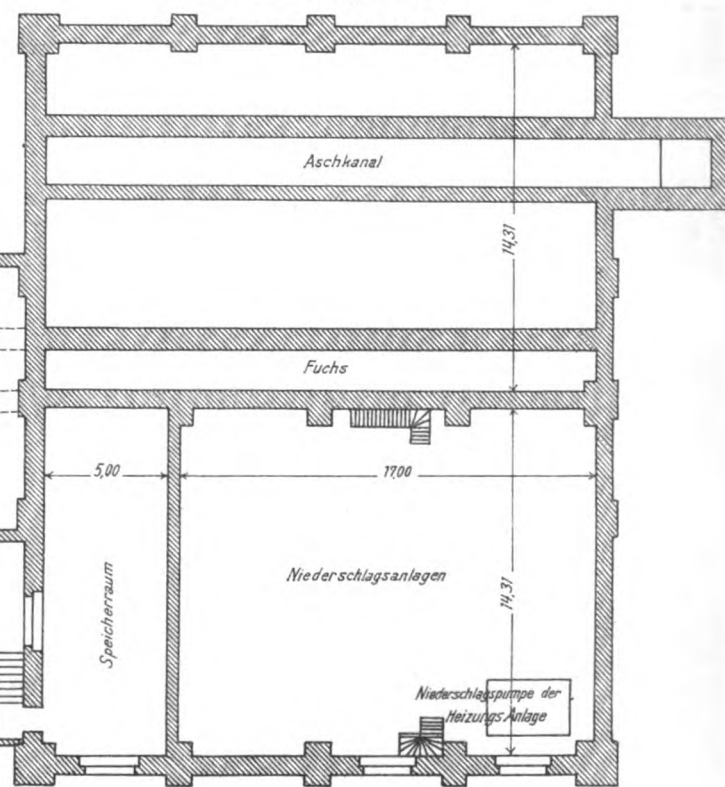 Aschkanal
14,31
Fuchs
5,00
17,00
Niederschlagsanlagen
14,31
Speicherraum
Niederschlagspumpe der
Heizungs Anlage